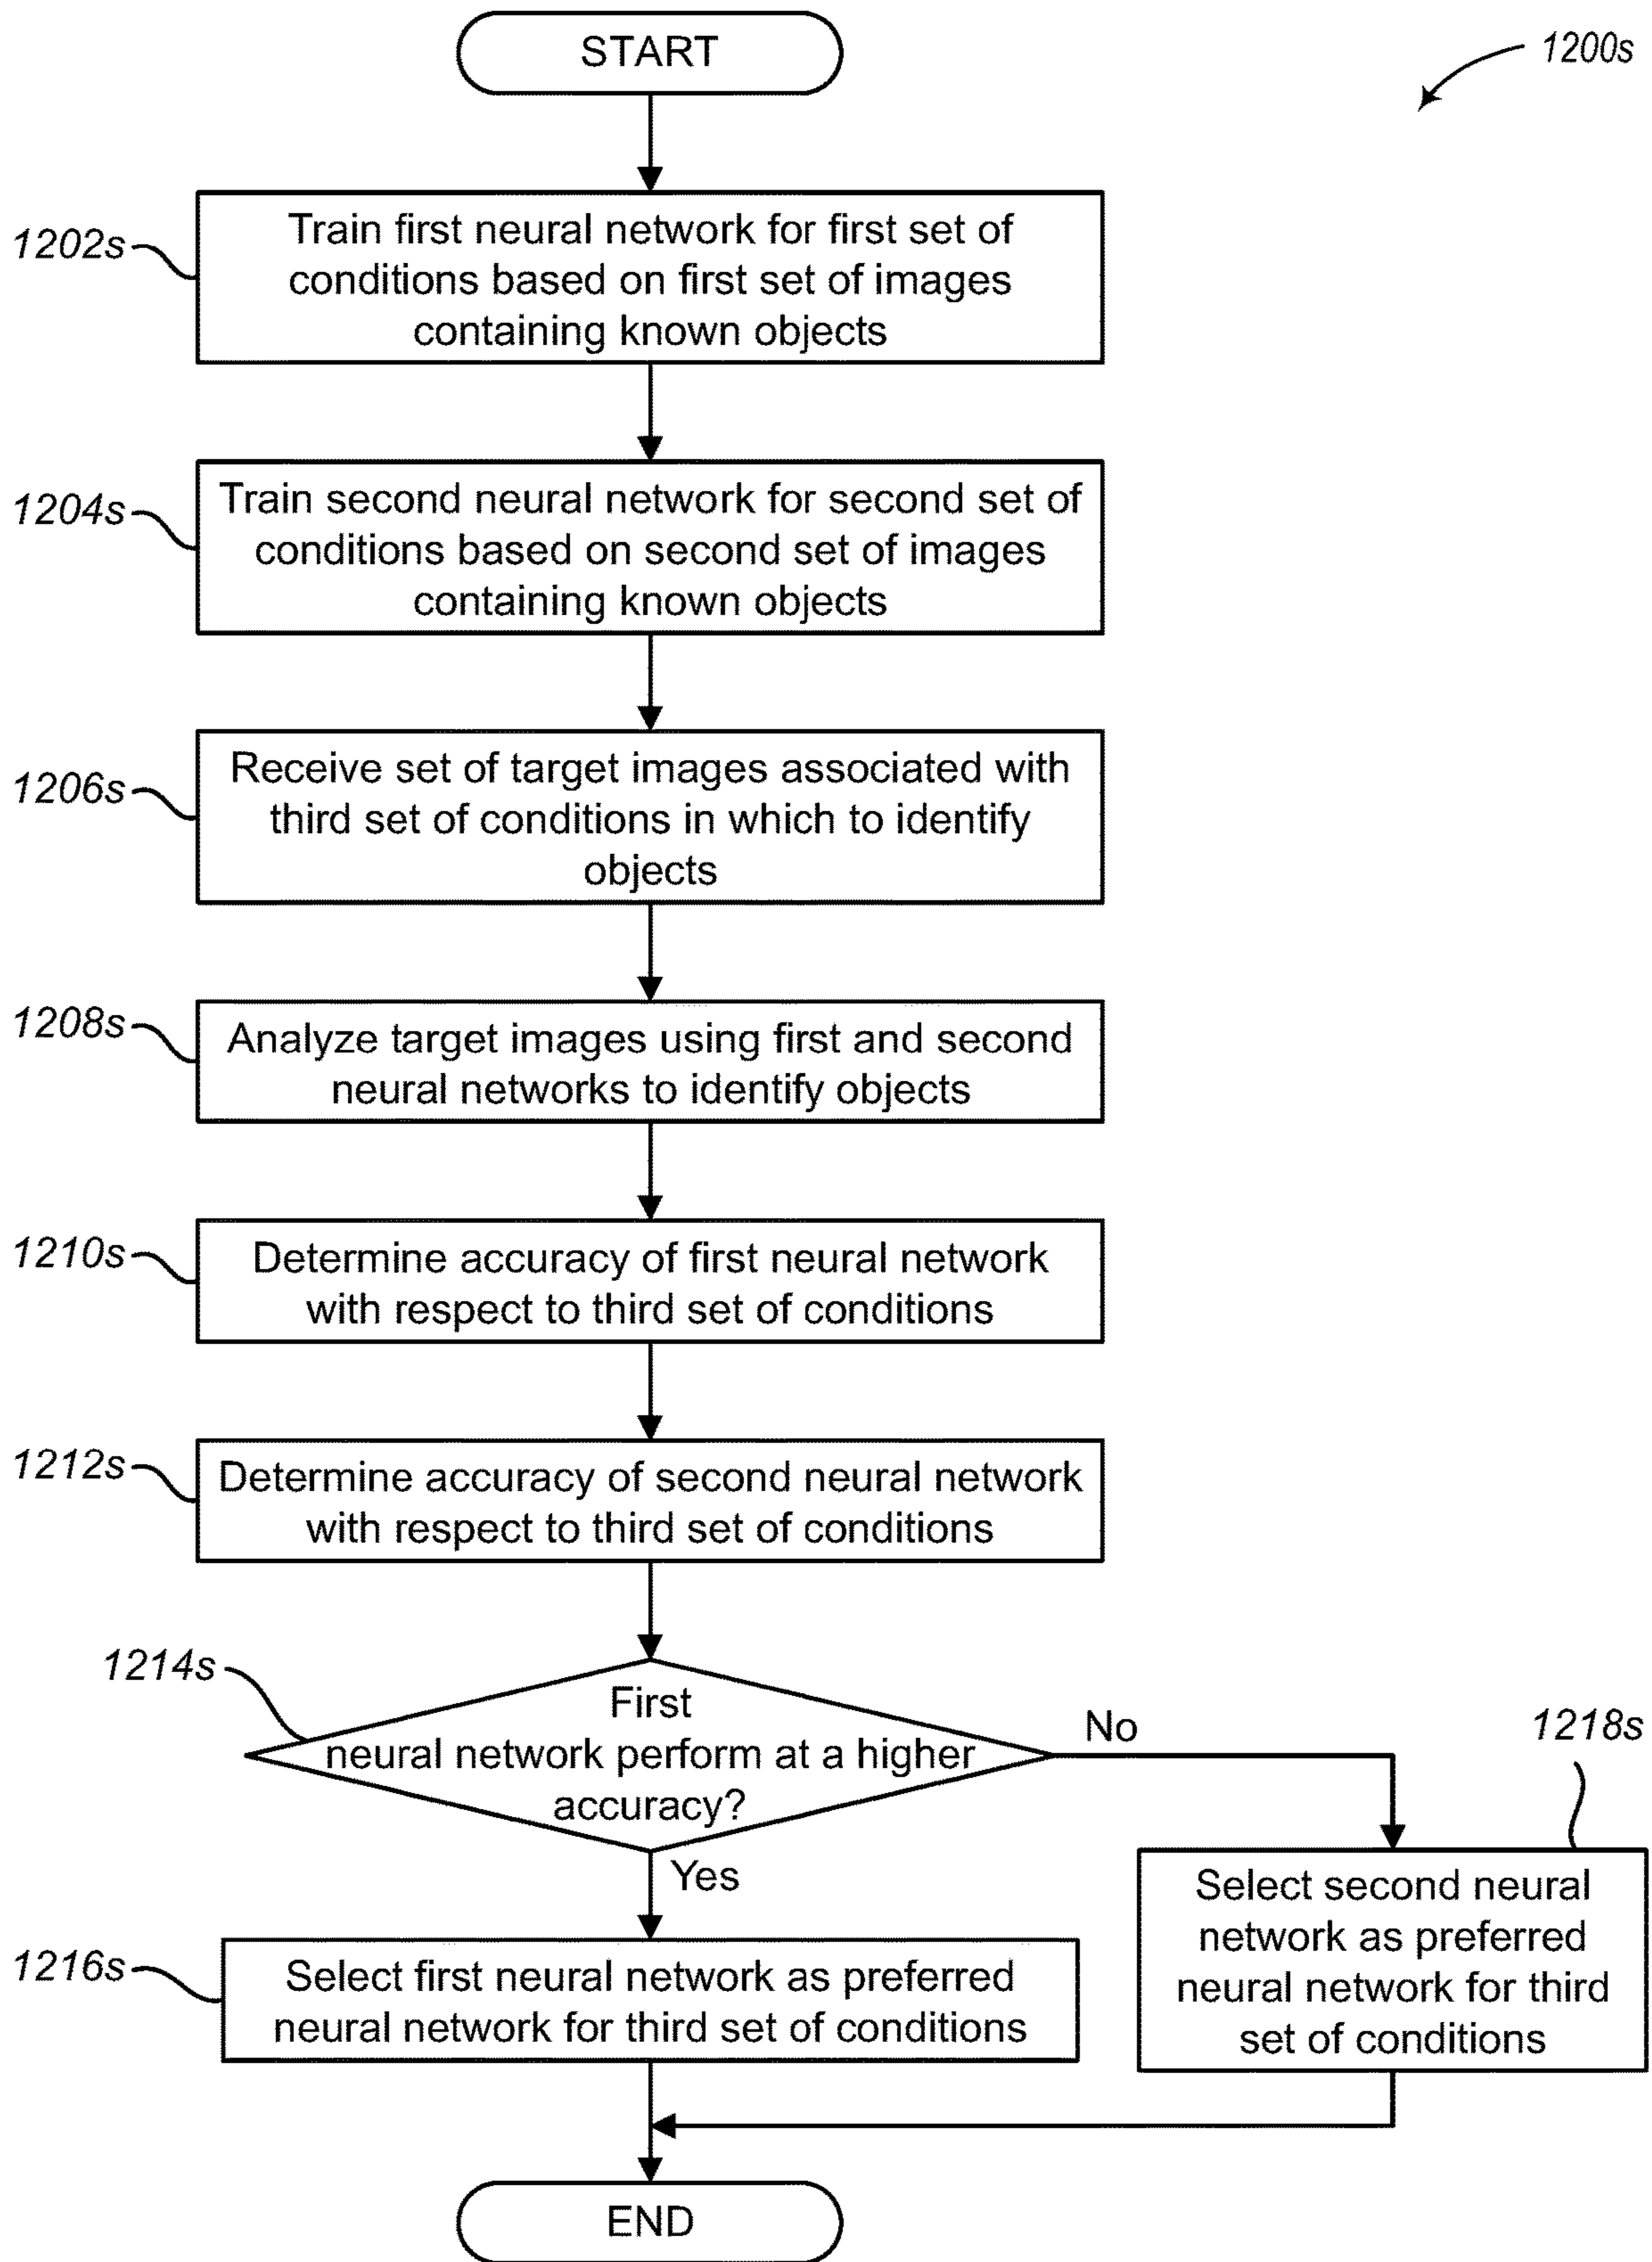 START
1200s
1202s
Train first neural network for first set of
conditions based on first set of images
containing known objects
1204s
Train second neural network for second set of
conditions based on second set of images
containing known objects
1206s
Receive set of target images associated with
third set of conditions in which to identify
objects
1208s
Analyze target images using first and second
neural networks to identify objects
1210s
Determine accuracy of first neural network
with respect to third set of conditions
1212s
Determine accuracy of second neural network
with respect to third set of conditions
1214s
First
neural network perform at a higher
accuracy?
No
1218s
Yes
Select second neural
network as preferred
neural network for third
set of conditions
1216s
Select first neural network as preferred
neural network for third set of conditions
END